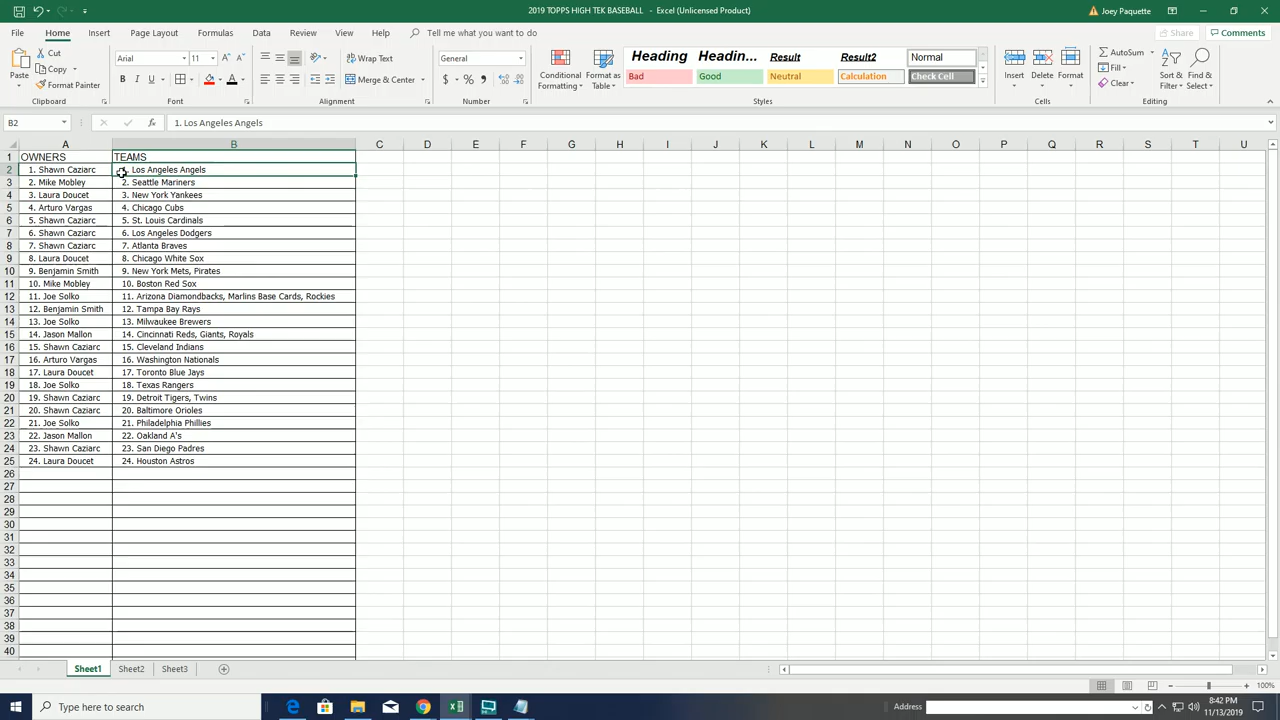 2019 TOPPS HIGH TEK BASEBALL - Excel (Unlicensed Product)
Joey Paquette
File Home Insert Page Layout Formulas Data Review View Help Tell me what you want to do
Share Comments
Paste Cut Copy Format Painter
Arial 11 B I U
Wrap Text Merge & Center
General $ % ,
Conditional Formatting Format as Table
Heading Headin... Result Result2 Normal
Bad Good Neutral Calculation Check Cell
Insert Delete Format
AutoSum Fill Clear
Sort & Filter Find & Select
Clipboard Font Alignment Number Styles Cells Editing
B2 fx 1. Los Angeles Angels
A B C D E F G H I J K L M N O P Q R S T U
1 OWNERS TEAMS
2 1. Shawn Caziarc Los Angeles Angels
3 2. Mike Mobley 2. Seattle Mariners
4 3. Laura Doucet 3. New York Yankees
5 4. Arturo Vargas 4. Chicago Cubs
6 5. Shawn Caziarc 5. St. Louis Cardinals
7 6. Shawn Caziarc 6. Los Angeles Dodgers
8 7. Shawn Caziarc 7. Atlanta Braves
9 8. Laura Doucet 8. Chicago White Sox
10 9. Benjamin Smith 9. New York Mets, Pirates
11 10. Mike Mobley 10. Boston Red Sox
12 11. Joe Solko 11. Arizona Diamondbacks, Marlins Base Cards, Rockies
13 12. Benjamin Smith 12. Tampa Bay Rays
14 13. Joe Solko 13. Milwaukee Brewers
15 14. Jason Mallon 14. Cincinnati Reds, Giants, Royals
16 15. Shawn Caziarc 15. Cleveland Indians
17 16. Arturo Vargas 16. Washington Nationals
18 17. Laura Doucet 17. Toronto Blue Jays
19 18. Joe Solko 18. Texas Rangers
20 19. Shawn Caziarc 19. Detroit Tigers, Twins
21 20. Shawn Caziarc 20. Baltimore Orioles
22 21. Joe Solko 21. Philadelphia Phillies
23 22. Jason Mallon 22. Oakland A's
24 23. Shawn Caziarc 23. San Diego Padres
25 24. Laura Doucet 24. Houston Astros
26
27
28
29
30
31
32
33
34
35
36
37
38
39
40
Sheet1 Sheet2 Sheet3
100%
Type here to search
Address
8:42 PM
11/13/2019